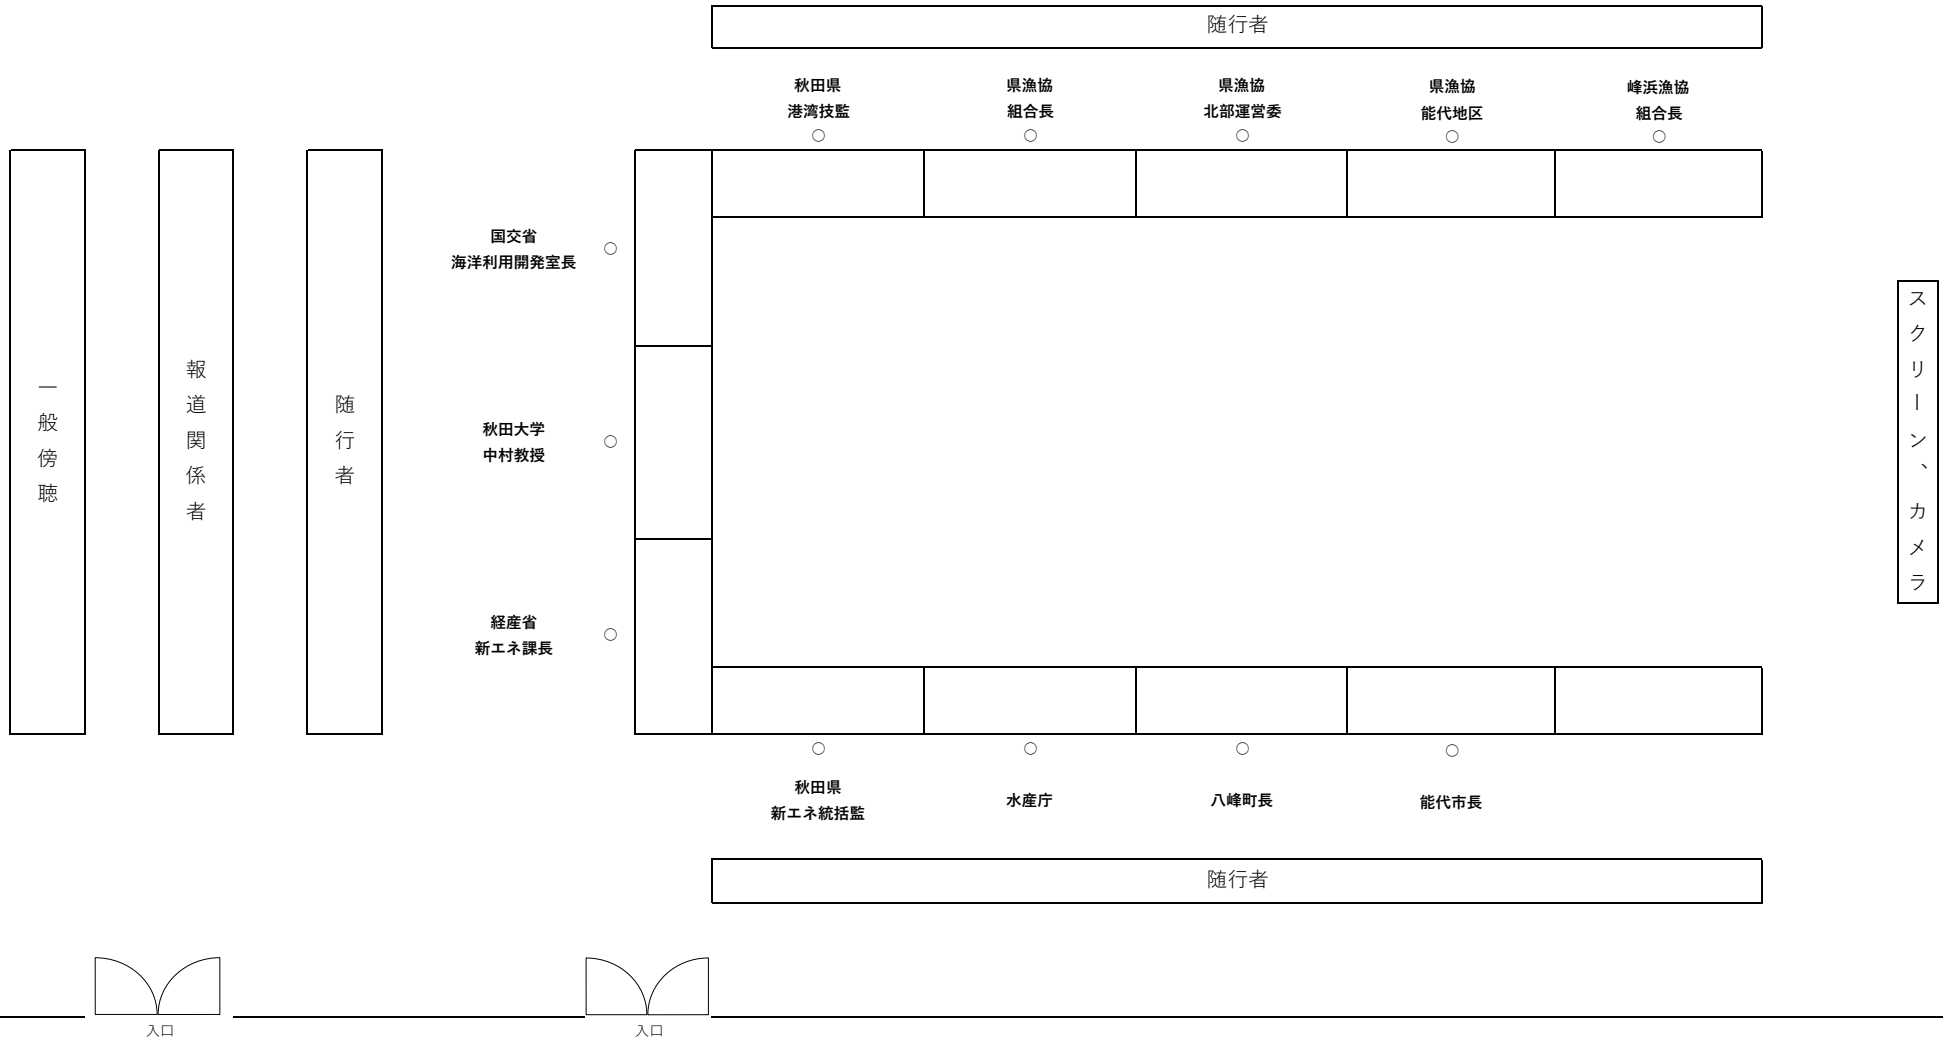 随行者
秋田県
港湾技監
○
県漁協
組合長
○
県漁協
北部運営委
○
県漁協
能代地区
○
峰浜漁協
組合長
○
一般傍聴
報道関係者
随行者
国交省
海洋利用開発室長
○
秋田大学
中村教授
○
経産省
新エネ課長
○
スクリーン、カメラ
○
秋田県
新エネ統括監
○
水産庁
○
八峰町長
○
能代市長
随行者
入口
入口